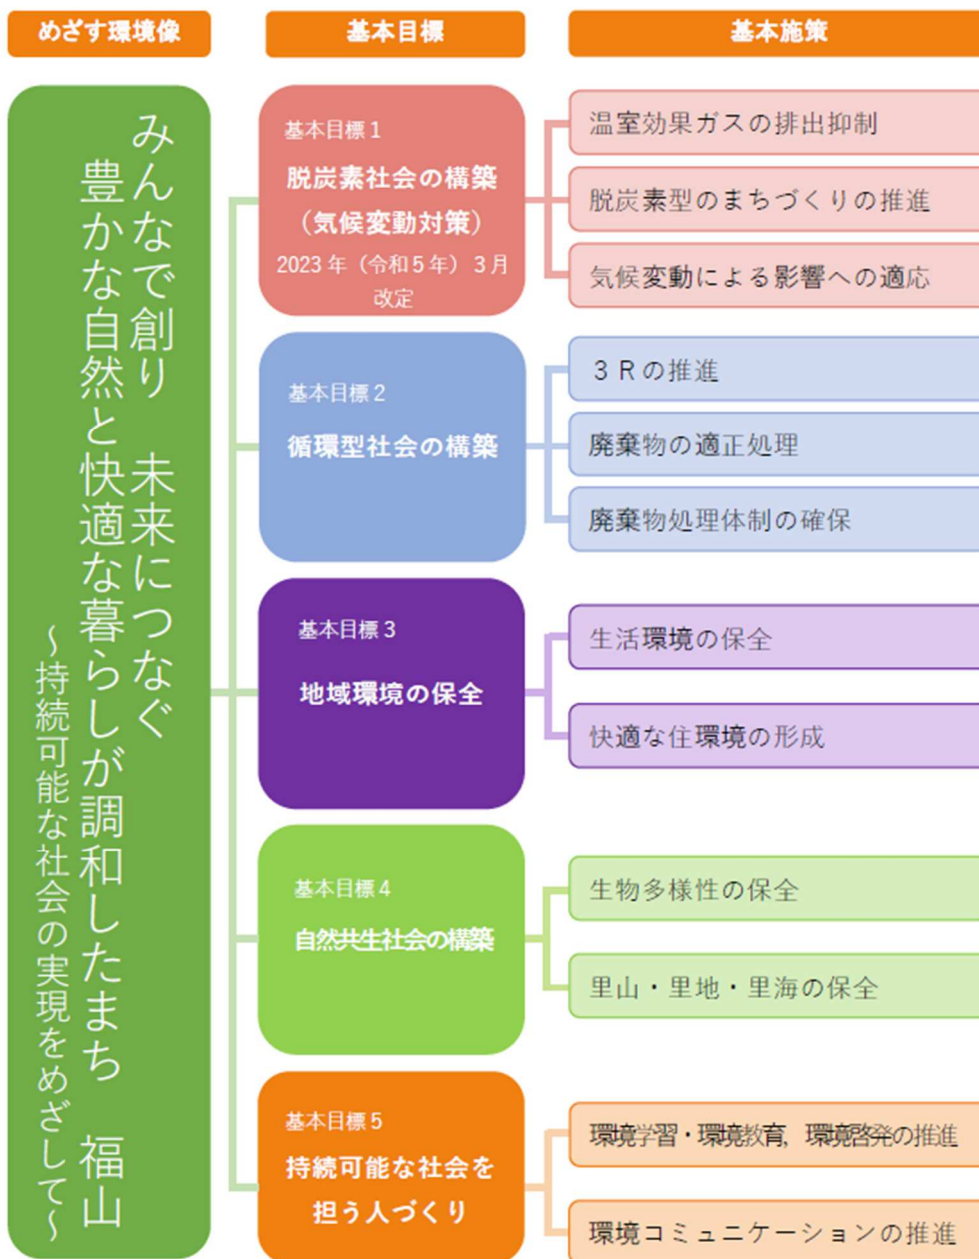 めざす環境像
基本目標
基本施策
みんなで創り　未来につなぐ
豊かな自然と快適な暮らしが調和したまち　福山
～持続可能な社会の実現をめざして～
基本目標１
脱炭素社会の構築
（気候変動対策）
2023 年（令和５年）３月
改定
温室効果ガスの排出抑制
脱炭素型のまちづくりの推進
気候変動による影響への適応
基本目標２
循環型社会の構築
３Ｒの推進
廃棄物の適正処理
廃棄物処理体制の確保
基本目標３
地域環境の保全
生活環境の保全
快適な住環境の形成
基本目標４
自然共生社会の構築
生物多様性の保全
里山・里地・里海の保全
基本目標５
持続可能な社会を
担う人づくり
環境学習・環境教育，環境啓発の推進
環境コミュニケーションの推進